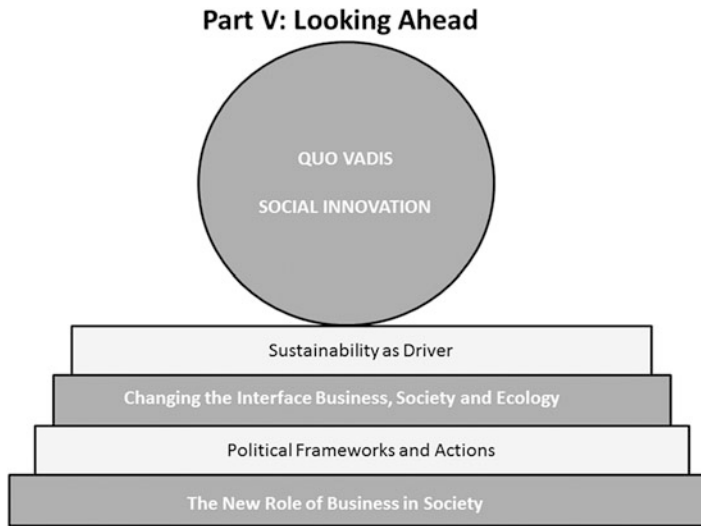 Part V: Looking Ahead
QUO VADIS
SOCIAL INNOVATION
Sustainability as Driver
Changing the Interface Business, Society and Ecology
Political Frameworks and Actions
The New Role of Business in Society